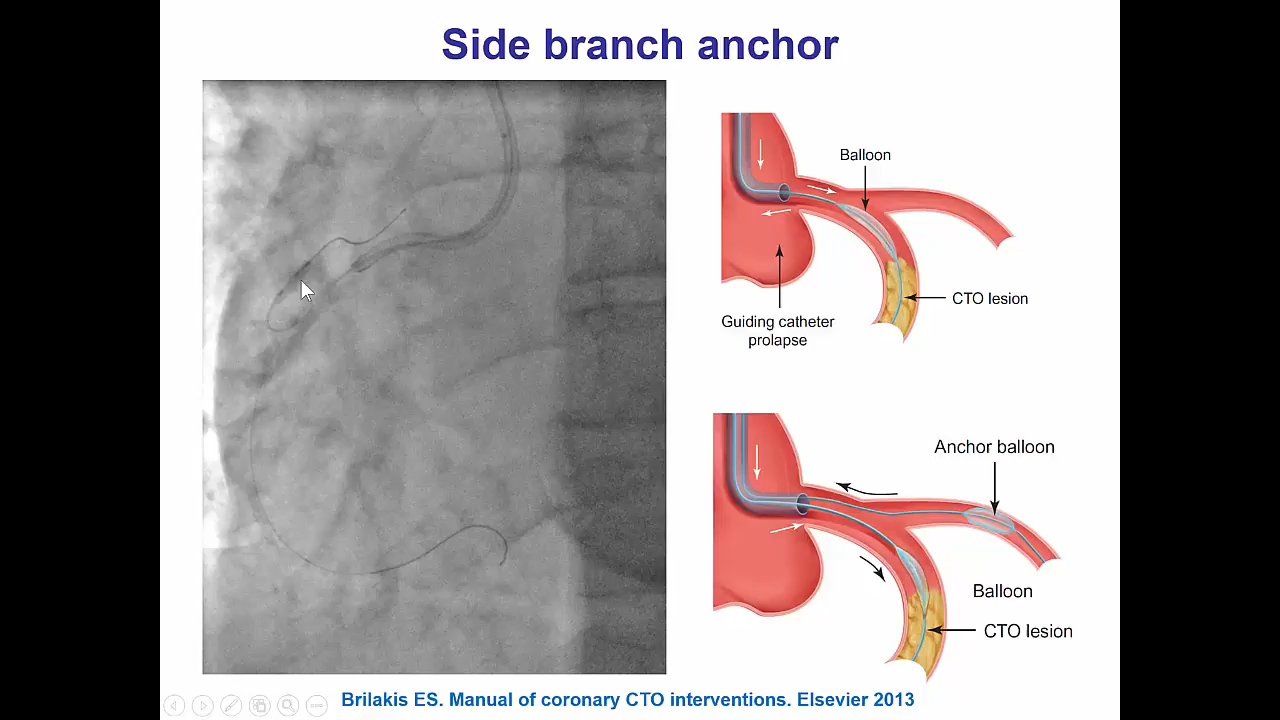 Side branch anchor
Balloon
CTO lesion
Guiding catheter
prolapse
Anchor balloon
Balloon
CTO lesion
Brilakis ES. Manual of coronary CTO interventions. Elsevier 2013